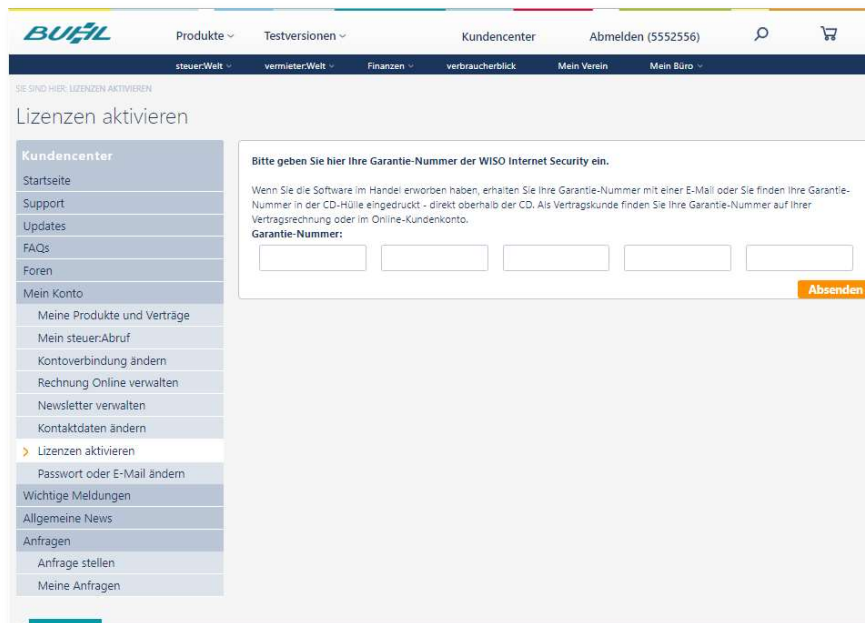 BUHL
Produkte
Testversionen
Kundencenter
Abmelden (5552556)
steuer:Welt
vermieter:Welt
Finanzen
verbraucherblick
Mein Verein
Mein Büro
SIE SIND HIER: LIZENZEN AKTIVIEREN
Lizenzen aktivieren
Kundencenter
Startseite
Support
Updates
FAQs
Foren
Mein Konto
Meine Produkte und Verträge
Mein steuer:Abruf
Kontoverbindung ändern
Rechnung Online verwalten
Newsletter verwalten
Kontaktdaten ändern
Lizenzen aktivieren
Passwort oder E-Mail ändern
Wichtige Meldungen
Allgemeine News
Anfragen
Anfrage stellen
Meine Anfragen
Bitte geben Sie hier Ihre Garantie-Nummer der WISO Internet Security ein.
Wenn Sie die Software im Handel erworben haben, erhalten Sie Ihre Garantie-Nummer mit einer E-Mail oder Sie finden Ihre Garantie-
Nummer in der CD-Hülle eingedruckt - direkt oberhalb der CD. Als Vertragskunde finden Sie Ihre Garantie-Nummer auf Ihrer
Vertragsrechnung oder im Online-Kundenkonto.
Garantie-Nummer:
Absenden